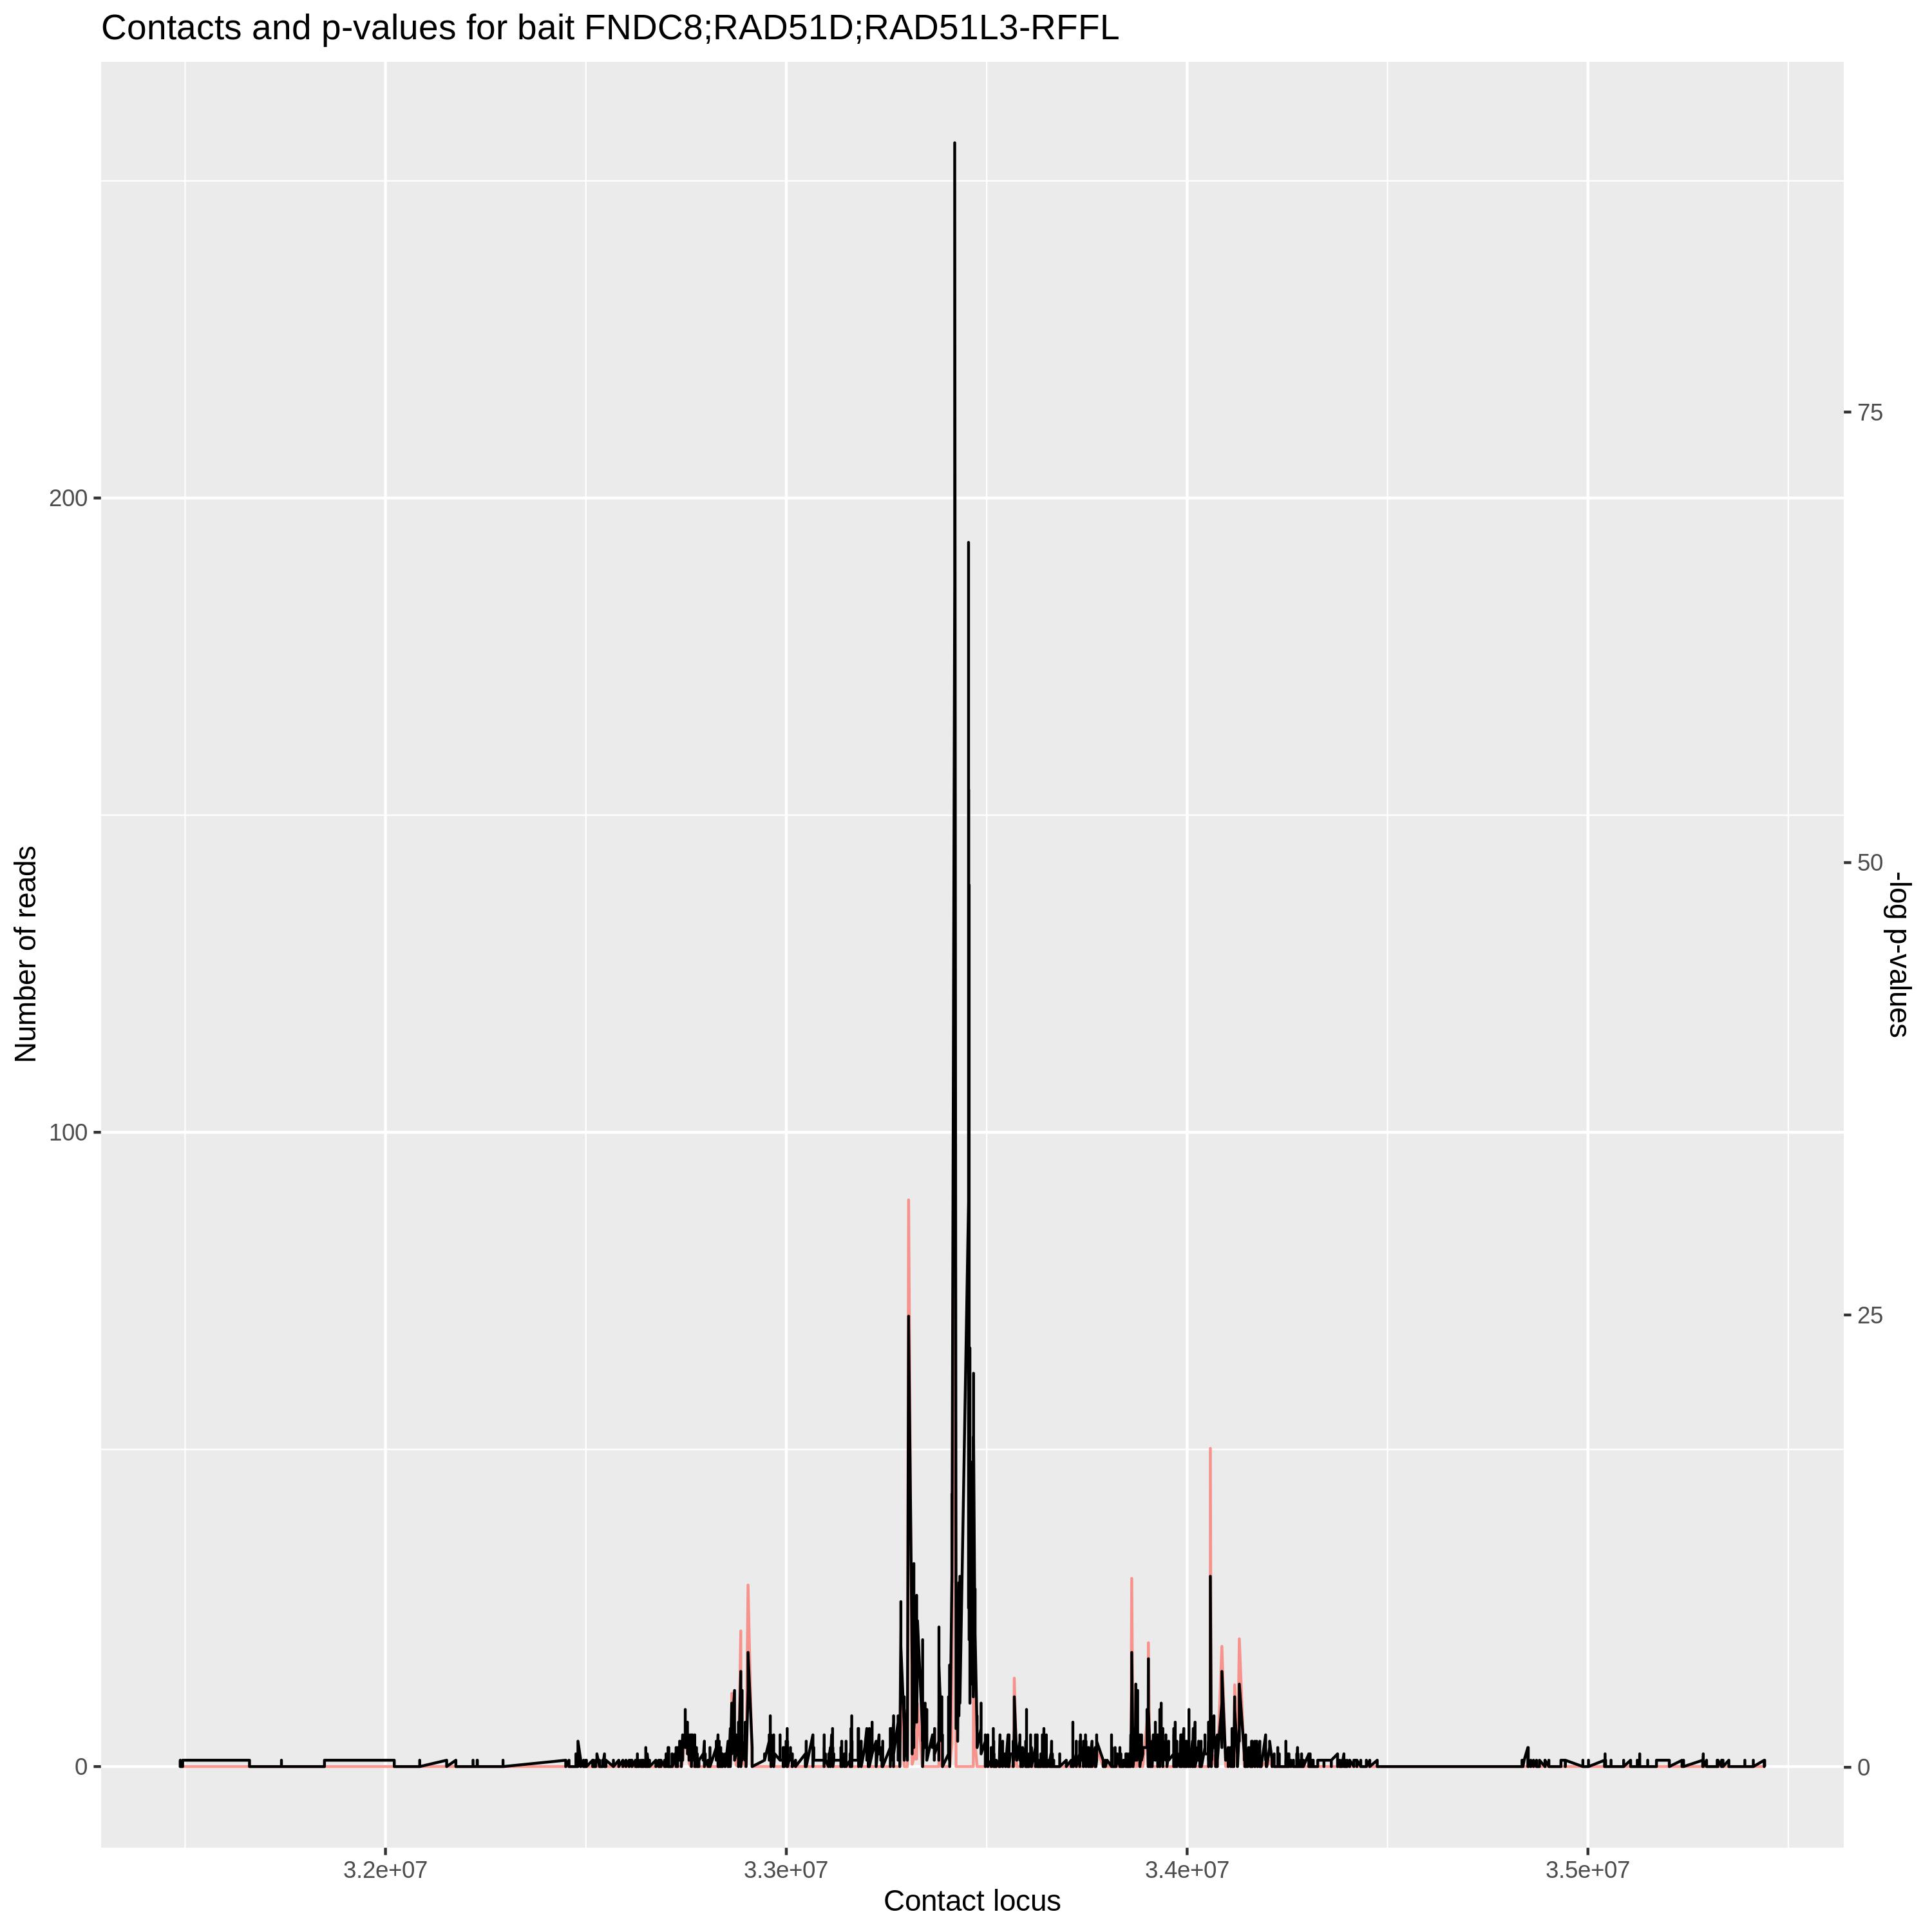 Contacts and p-values for bait FNDC8;RAD51D;RAD51L3-RFFL
Number of reads
200
100
0
75
50
25
0
-log p-values
3.2e+07
3.3e+07
3.4e+07
3.5e+07
Contact locus